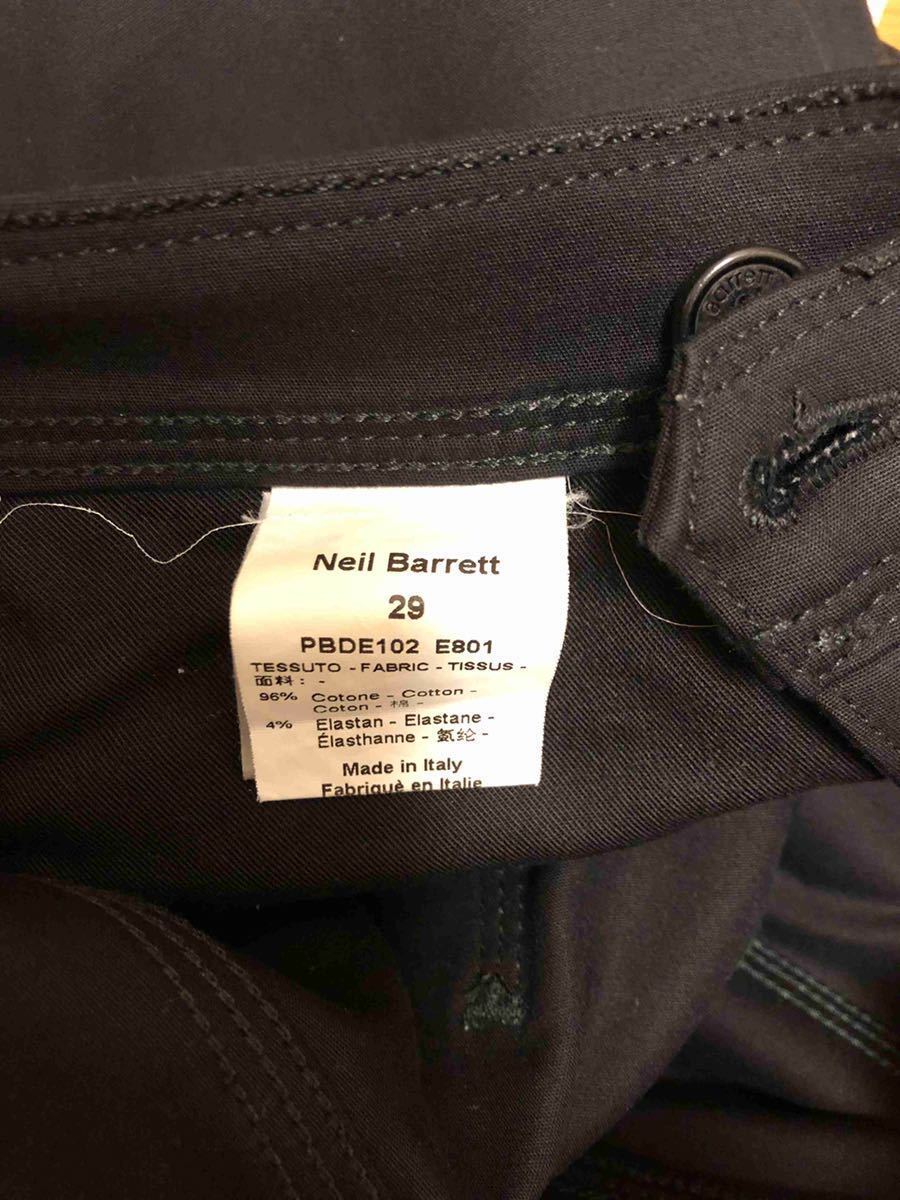 Barrett
Neil Barrett
29
PBDE102 E801
TESSUTO - FABRIC - TISSUS -
面料: -
96% Cotone - Cotton -
Coton - 棉 -
4% Elastan - Elastane -
Élasthanne - 氨纶 -
Made in Italy
Fabriquè en Italie